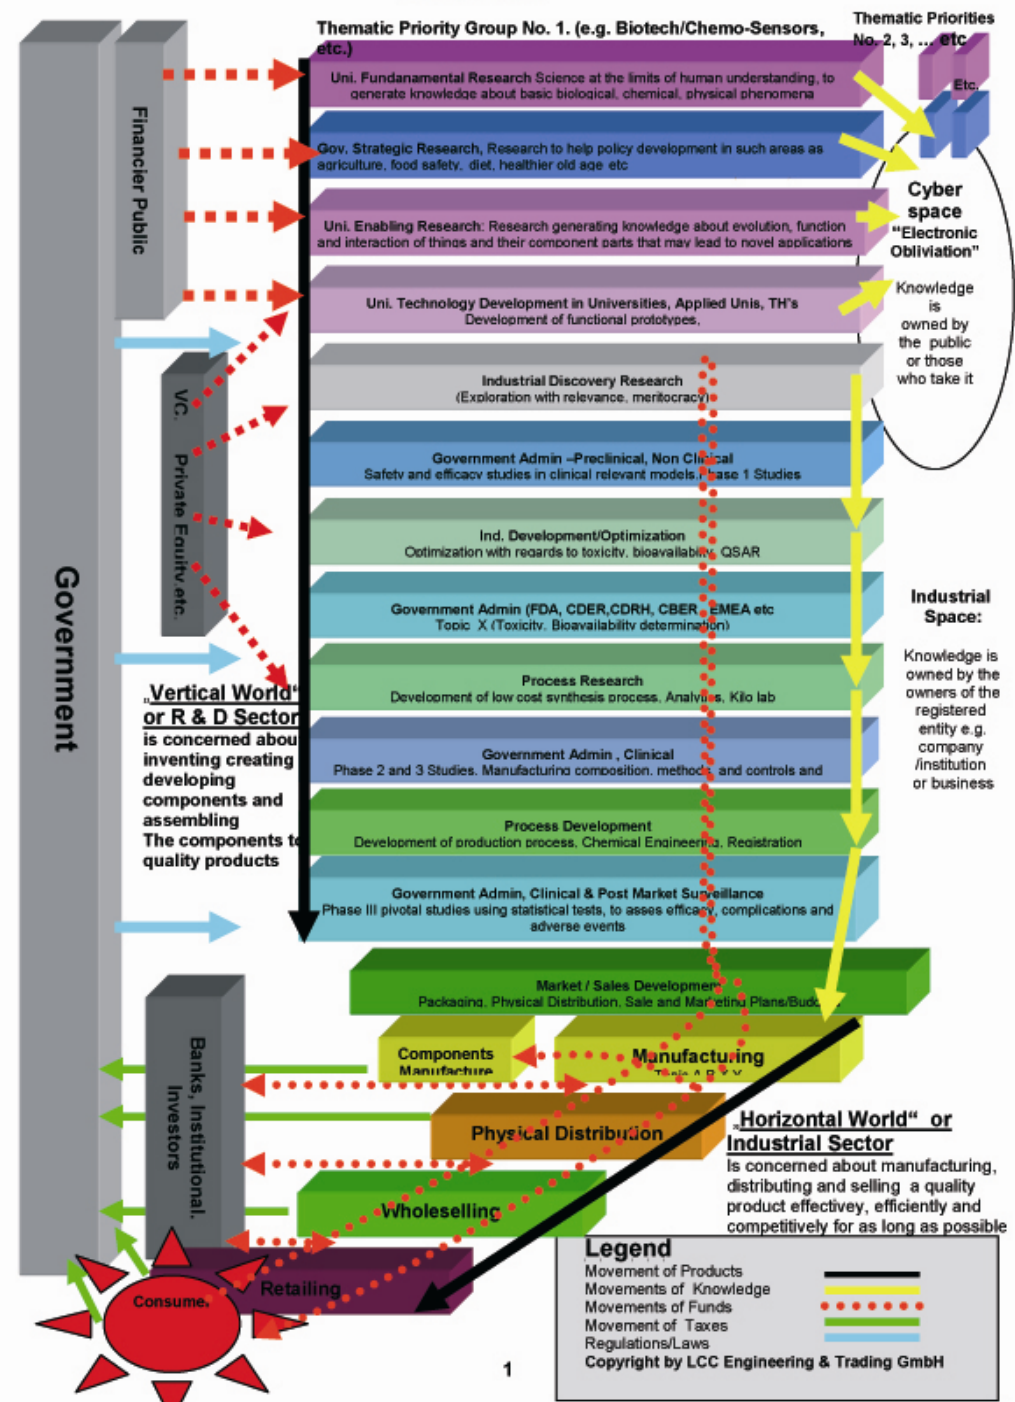 Thematic Priority Group No. 1. (e.g. Biotech/Chemo-Sensors,
etc.)
Thematic Priorities
No. 2, 3, ... etc
Etc.
Financier Public
Government
VC.
Private Equity,etc.
Uni. Fundanamental Research Science at the limits of human understanding, to
generate knowledge about basic biological, chemical, physical phenomena
Gov. Strategic Research, Research to help policy development in such areas as
agriculture, food safety, diet, healthier old age etc
Uni. Enabling Research: Research generating knowledge about evolution, function
and interaction of things and their component parts that may lead to novel applications
Uni. Technology Development in Universities, Applied Unis, TH's
Development of functional prototypes,
Industrial Discovery Research
(Exploration with relevance, meritocracy)
Government Admin –Preclinical, Non Clinical
Safety and efficacy studies in clinical relevant models. Phase 1 Studies
Ind. Development/Optimization
Optimization with regards to toxicity, bioavailablity, QSAR
Government Admin (FDA, CDER,CDRH, CBER, EMEA etc
Topic X (Toxicity, Bioavailability determination)
Process Research
Development of low cost synthesis process, Analytics, Kilo lab
Government Admin , Clinical
Phase 2 and 3 Studies. Manufacturing composition, methods, and controls and
Process Development
Development of production process, Chemical Engineering, Registration
Government Admin, Clinical & Post Market Surveillance
Phase III pivotal studies using statistical tests, to asses efficacy, complications and
adverse events
Cyber
space
"Electronic
Obliviation"
Knowledge
is
owned by
the public
or those
who take it
Industrial
Space:
Knowledge is
owned by the
owners of the
registered
entity e.g.
company
/institution
or business
„Vertical World“
or R & D Sector
is concerned about
inventing creating
developing
components and
assembling
The components to
quality products
Market / Sales Development
Packaging, Physical Distribution, Sale and Marketing Plans/Budget,
Components
Manufacture
Manufacturing
Banks, Institutional.
Investors
Physical Distribution
Wholeselling
Retailing
Consumer
„Horizontal World“ or
Industrial Sector
Is concerned about manufacturing,
distributing and selling a quality
product effectivey, efficiently and
competitively for as long as possible
Legend
Movement of Products
Movements of Knowledge
Movements of Funds
Movement of Taxes
Regulations/Laws
Copyright by LCC Engineering & Trading GmbH
1